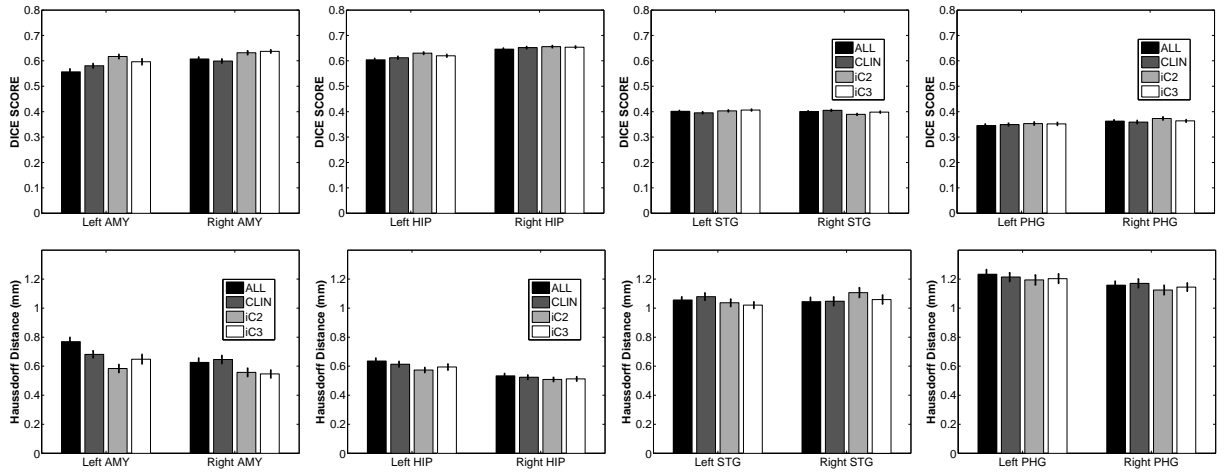 DICE SCORE
0.8
0.7
0.6
0.5
0.4
0.3
0.2
0.1
0
Left AMY Right AMY
DICE SCORE
0.8
0.7
0.6
0.5
0.4
0.3
0.2
0.1
0
Left HIP Right HIP
DICE SCORE
0.8
0.7
0.6
0.5
0.4
0.3
0.2
0.1
0
ALL
CLIN
iC2
iC3
Left STG Right STG
DICE SCORE
0.8
0.7
0.6
0.5
0.4
0.3
0.2
0.1
0
ALL
CLIN
iC2
iC3
Left PHG Right PHG
Haussdorff Distance (mm)
1.2
1
0.8
0.6
0.4
0.2
0
ALL
CLIN
iC2
iC3
Left AMY Right AMY
Haussdorff Distance (mm)
1.2
1
0.8
0.6
0.4
0.2
0
ALL
CLIN
iC2
iC3
Left HIP Right HIP
Haussdorff Distance (mm)
1.2
1
0.8
0.6
0.4
0.2
0
Left STG Right STG
Haussdorff Distance (mm)
1.2
1
0.8
0.6
0.4
0.2
0
Left PHG Right PHG